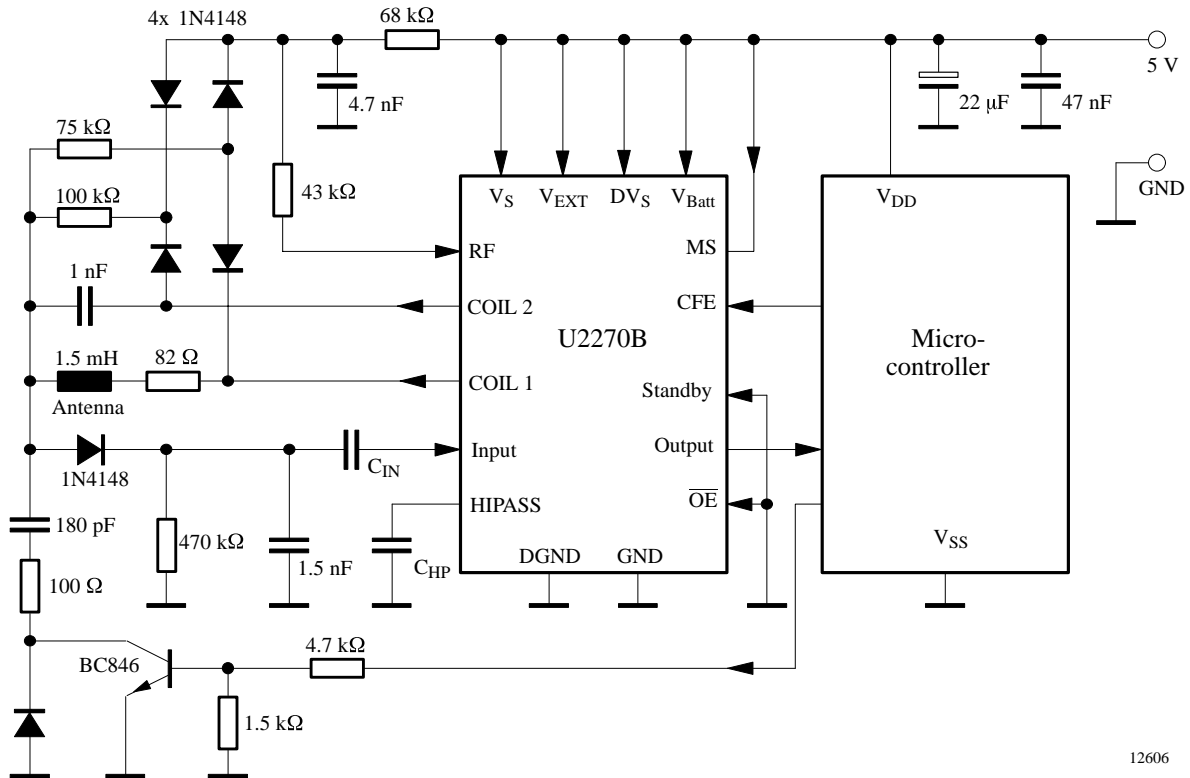 4x 1N4148
68 kΩ
5 V
4.7 nF
22 μF
47 nF
75 kΩ
GND
100 kΩ
43 kΩ
V_S
V_EXT
DV_S
V_Batt
V_DD
RF
MS
1 nF
COIL 2
CFE
U2270B
Micro-
controller
1.5 mH
82 Ω
COIL 1
Antenna
Standby
Input
Output
1N4148
C_IN
HIPASS
O̅E̅
180 pF
470 kΩ
1.5 nF
C_HP
DGND
GND
V_SS
100 Ω
4.7 kΩ
BC846
1.5 kΩ
12606